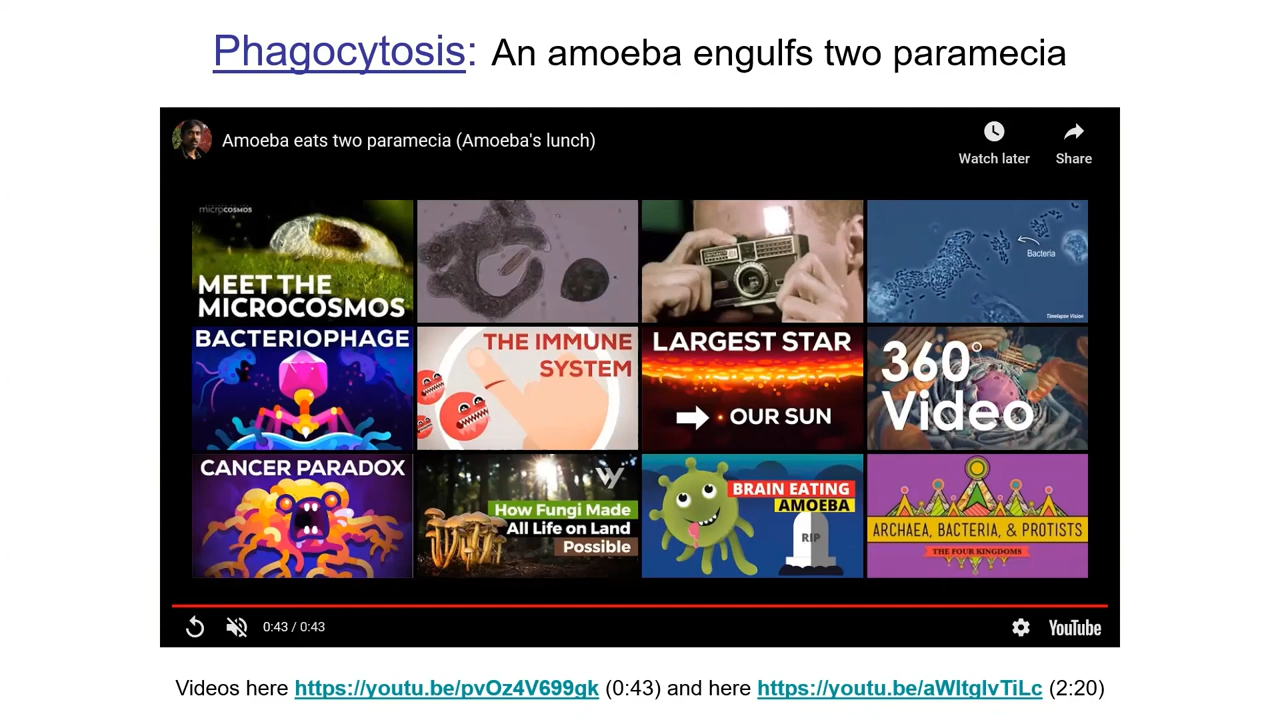 Phagocytosis: An amoeba engulfs two paramecia
Amoeba eats two paramecia (Amoeba's lunch)
Watch later
Share
microcosmos
MEET THE
MICROCOSMOS
Bacteria
Timelapse Vision
BACTERIOPHAGE
THE IMMUNE
SYSTEM
LARGEST STAR
OUR SUN
360°
Video
CANCER PARADOX
How Fungi Made
All Life on Land
Possible
BRAIN EATING
AMOEBA
RIP
ARCHAEA, BACTERIA, & PROTISTS
THE FOUR KINGDOMS
0:43 / 0:43
YouTube
Videos here https://youtu.be/pvOz4V699gk (0:43) and here https://youtu.be/aWItglvTiLc (2:20)